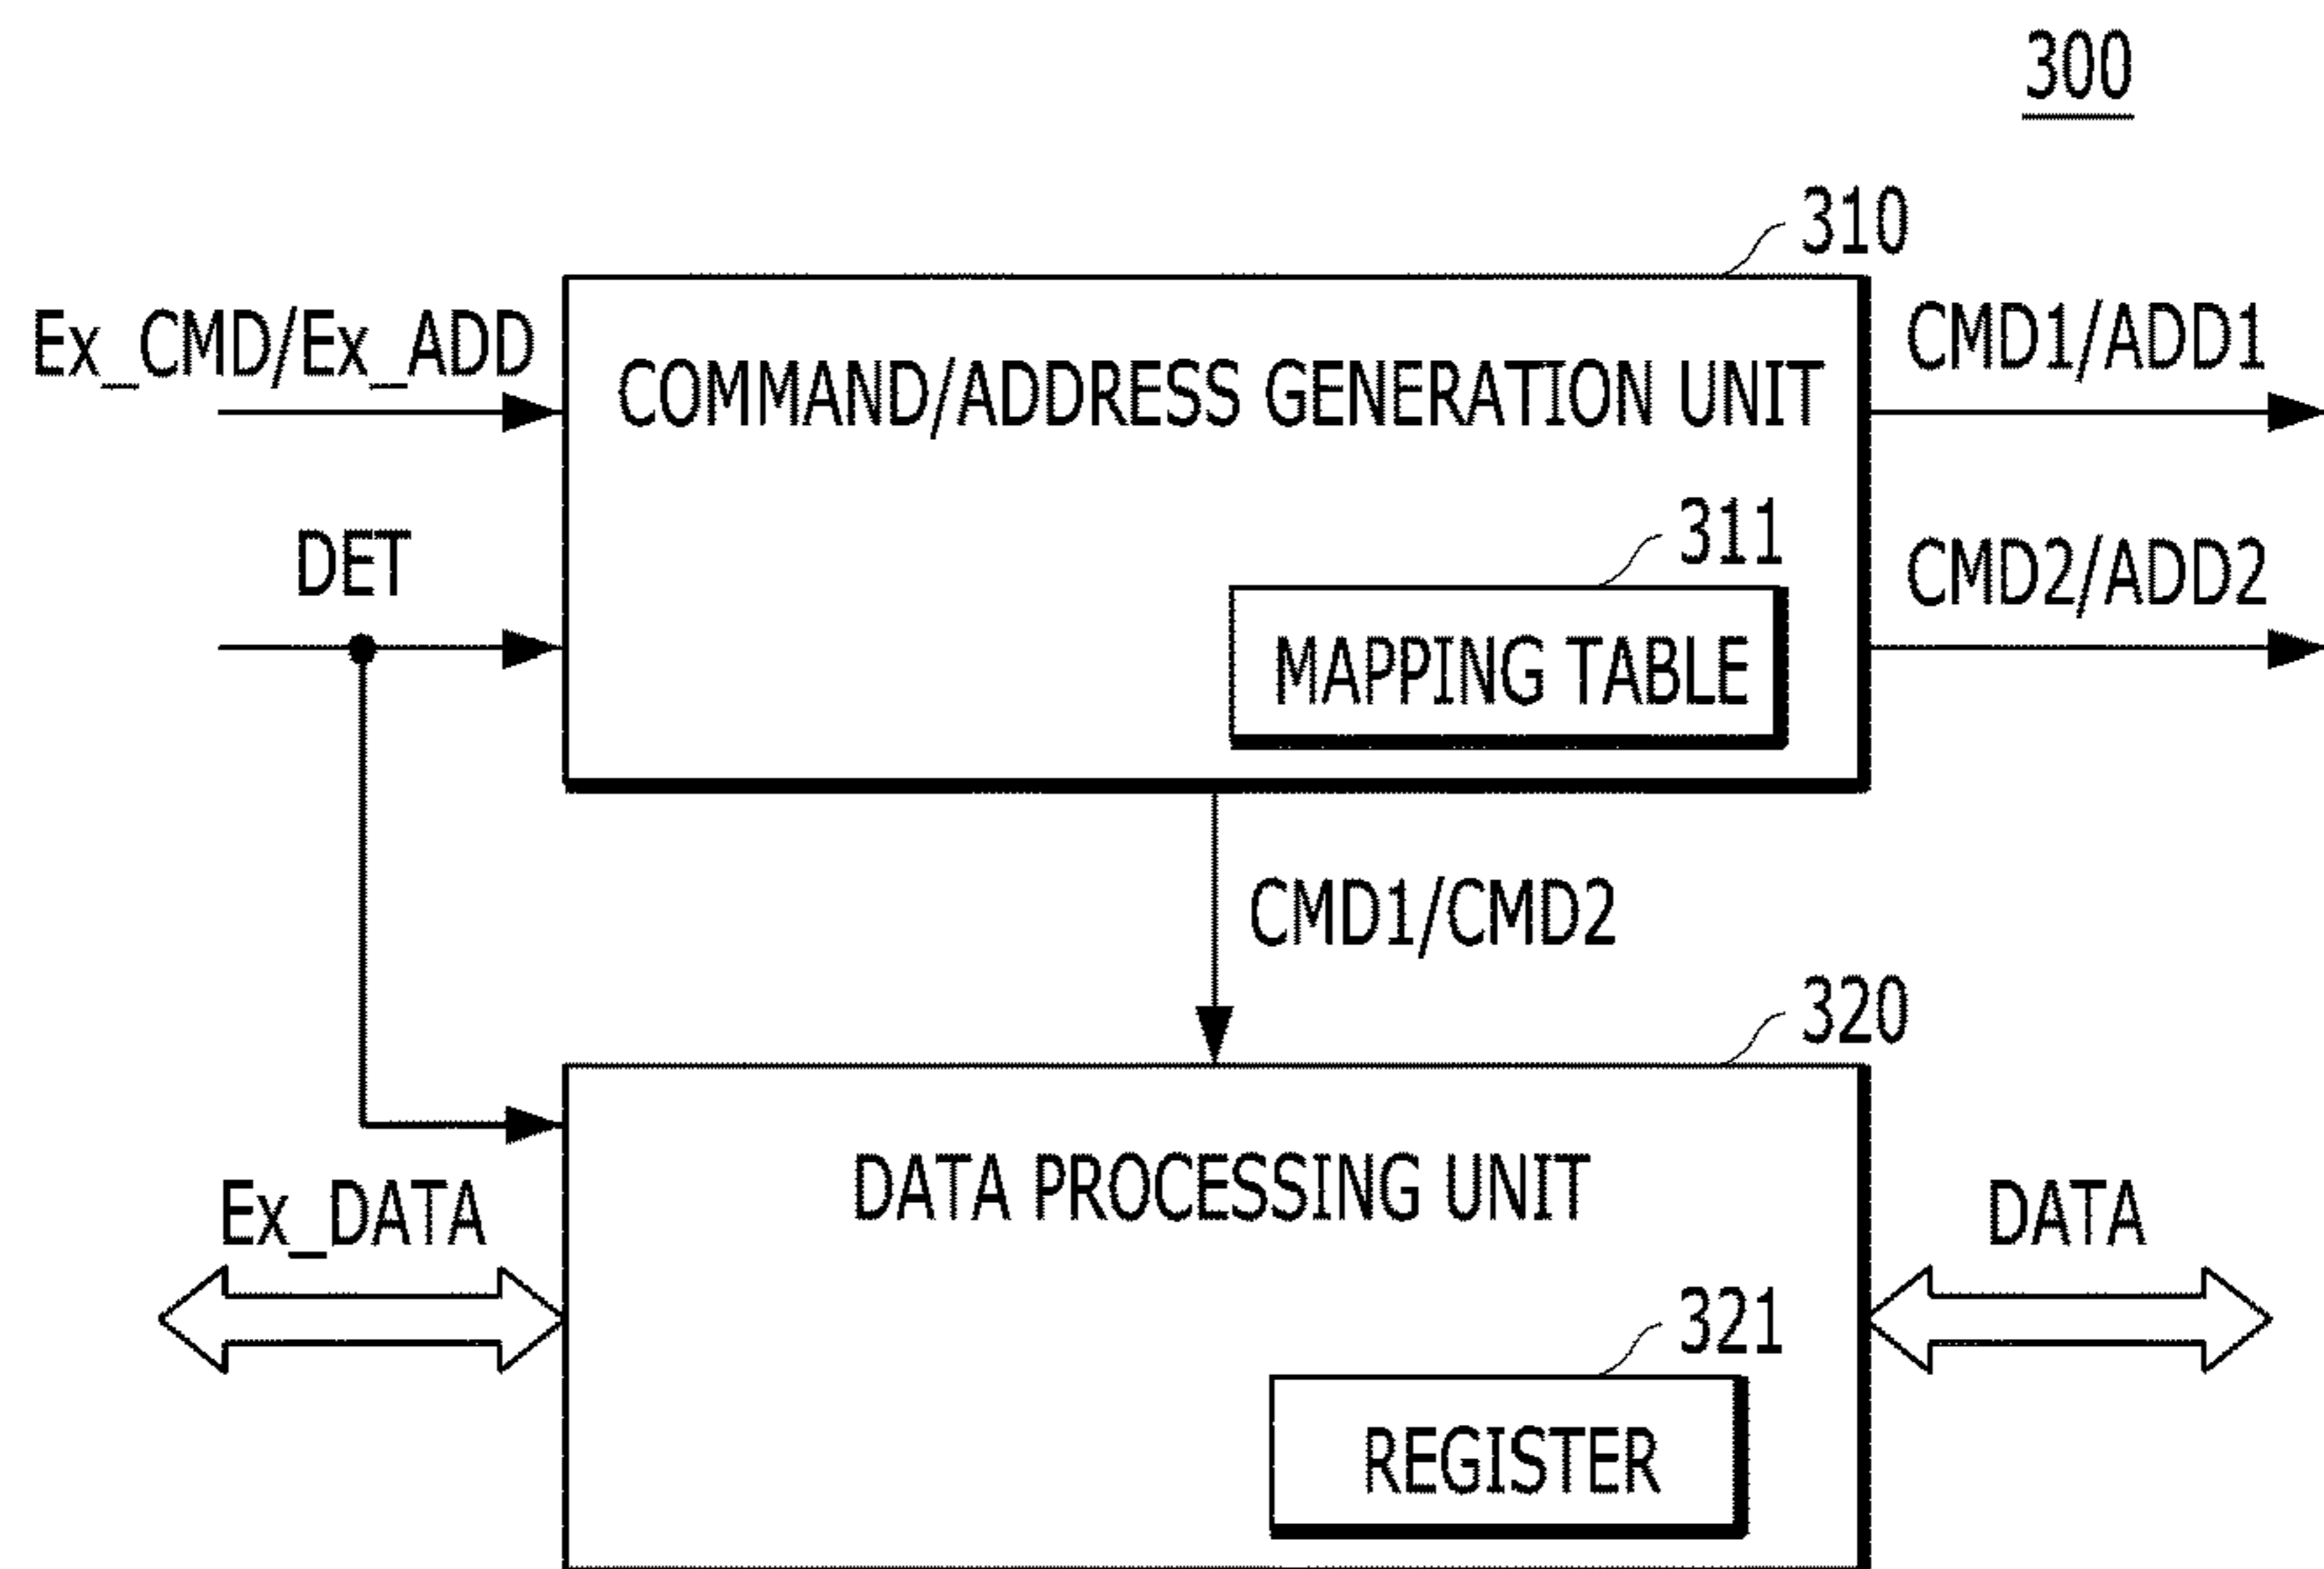 300
310
Ex_CMD/Ex_ADD
COMMAND/ADDRESS GENERATION UNIT
CMD1/ADD1
311
DET
CMD2/ADD2
MAPPING TABLE
CMD1/CMD2
320
Ex_DATA
DATA PROCESSING UNIT
DATA
321
REGISTER